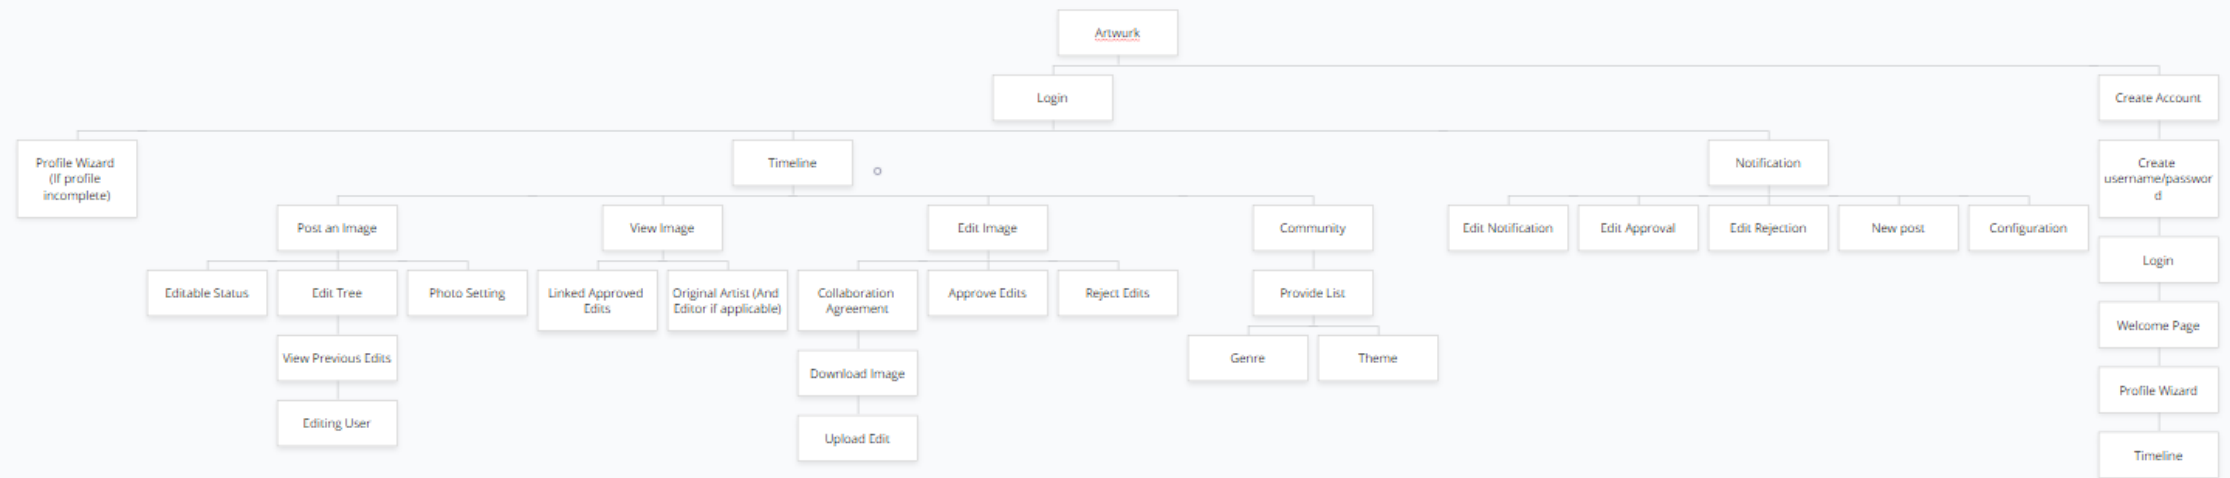 Artwurk
Login
Create Account
Profile Wizard
(If profile
incomplete)
Timeline
Notification
Create
username/passwor
d
Post an Image
View Image
Edit Image
Community
Edit Notification
Edit Approval
Edit Rejection
New post
Configuration
Login
Editable Status
Edit Tree
Photo Setting
Linked Approved
Edits
Original Artist (And
Editor if applicable)
Collaboration
Agreement
Approve Edits
Reject Edits
Provide List
Welcome Page
View Previous Edits
Download Image
Genre
Theme
Profile Wizard
Editing User
Upload Edit
Timeline